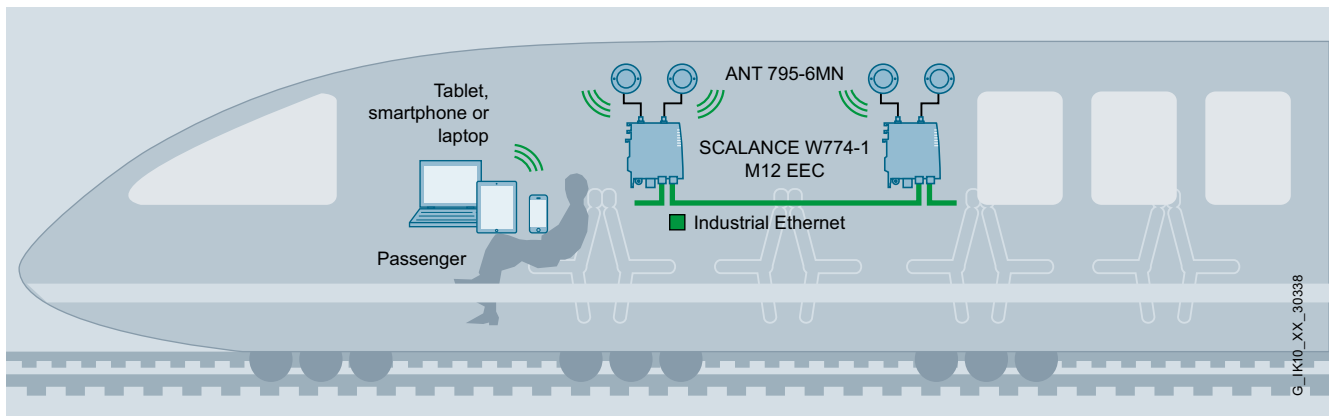 Tablet,
smartphone or
laptop
Passenger
ANT 795-6MN
SCALANCE W774-1
M12 EEC
Industrial Ethernet
G_IK10_XX_30338